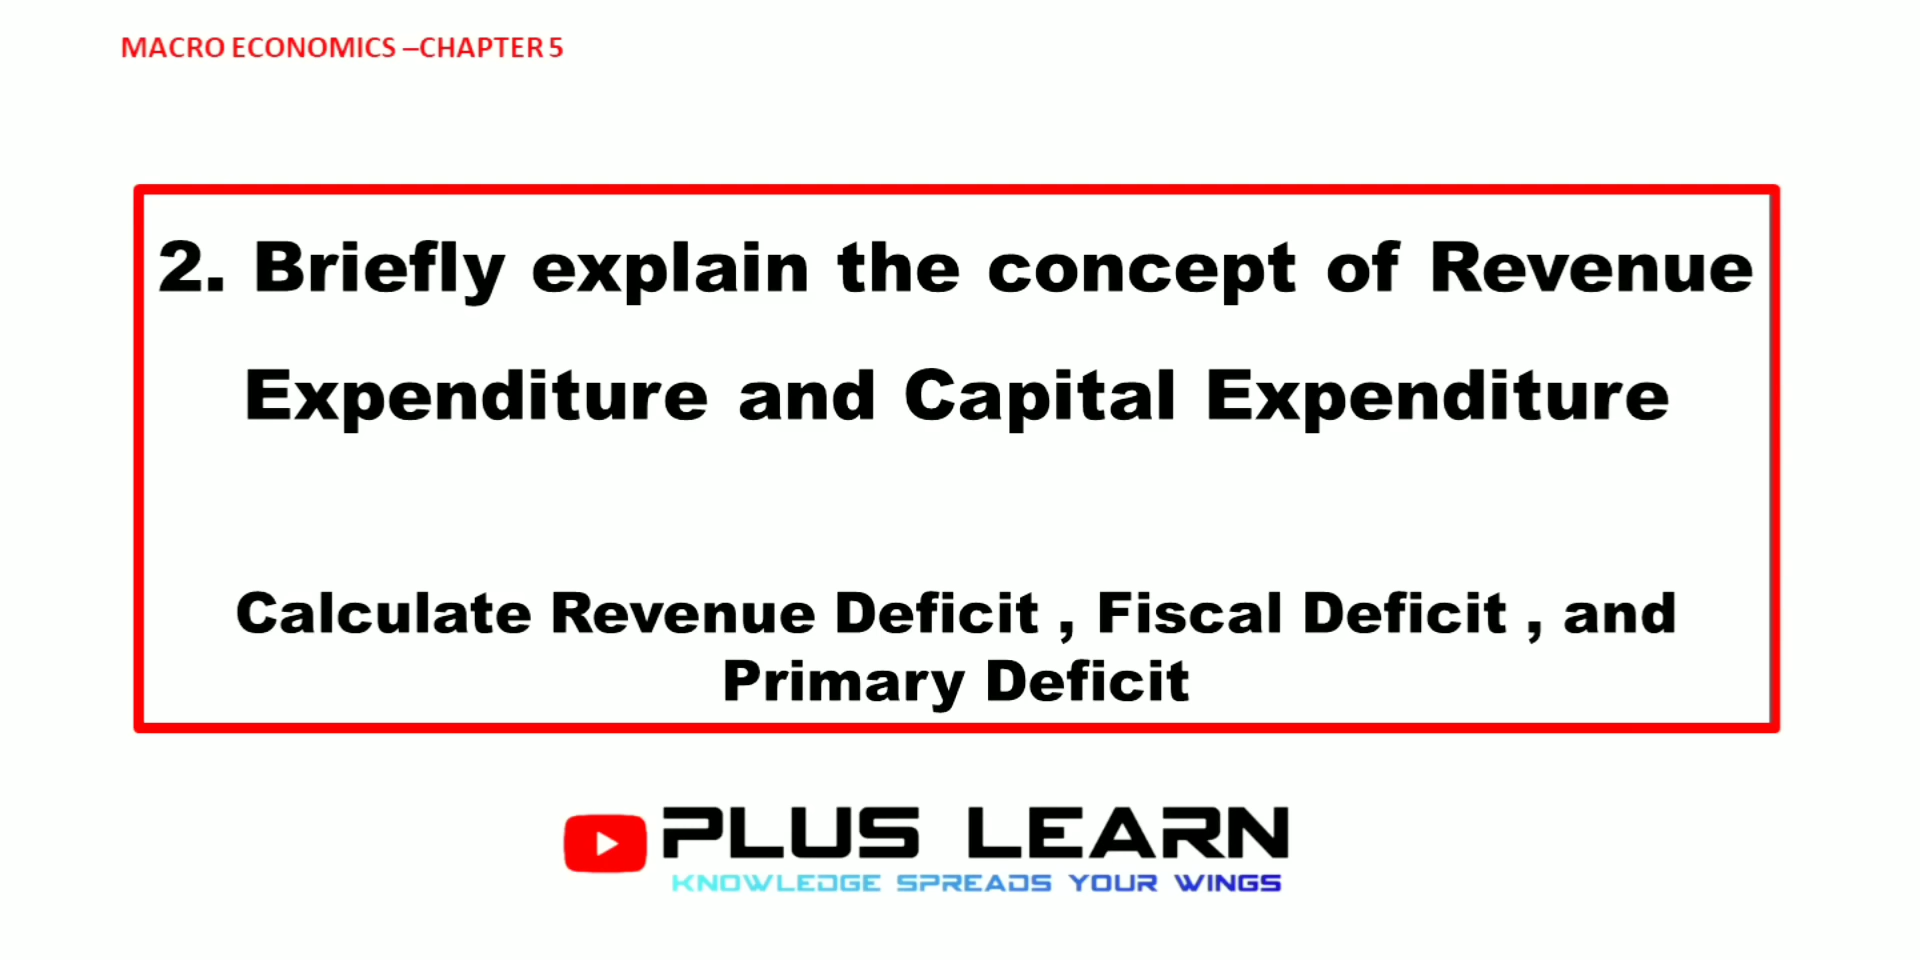 MACRO ECONOMICS –CHAPTER 5
2. Briefly explain the concept of Revenue
Expenditure and Capital Expenditure
Calculate Revenue Deficit , Fiscal Deficit , and
Primary Deficit
PLUS LEARN
KNOWLEDGE SPREADS YOUR WINGS